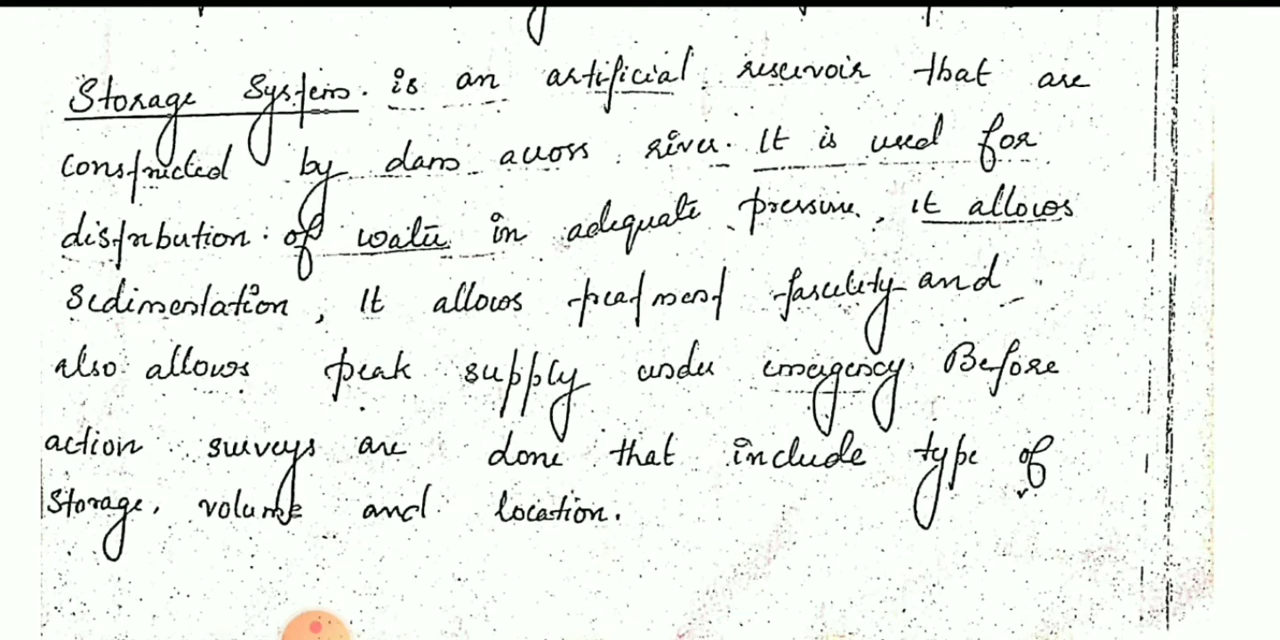 Storage System. is an artificial reservoir that are
constructed by dam across river. It is used for
distribution of water in adequate pressure, it allows
Sedimentation, It allows treatment facility and
also allows peak supply under emergency. Before
action surveys are done that include type of
storage, volume and location.